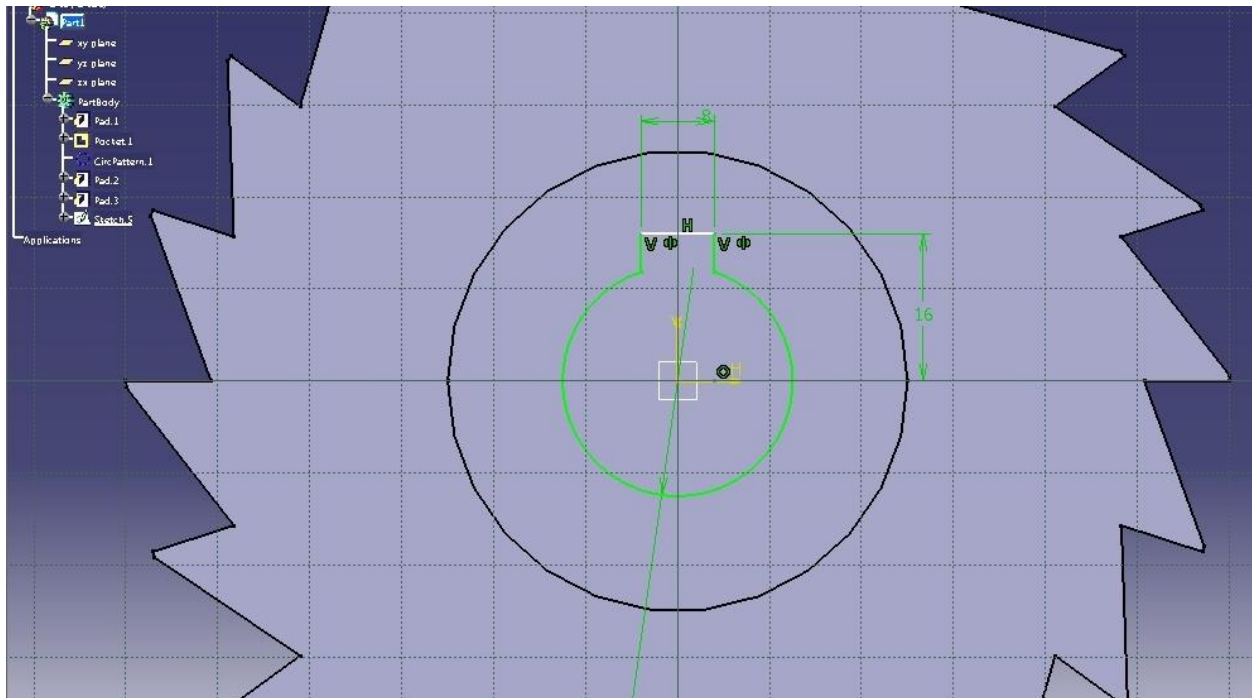 Part1
xy plane
yz plane
zx plane
PartBody
Pad.1
Pocket.1
CircPattern.1
Pad.2
Pad.3
Sketch.5
Applications
8
H
V
V
16
H